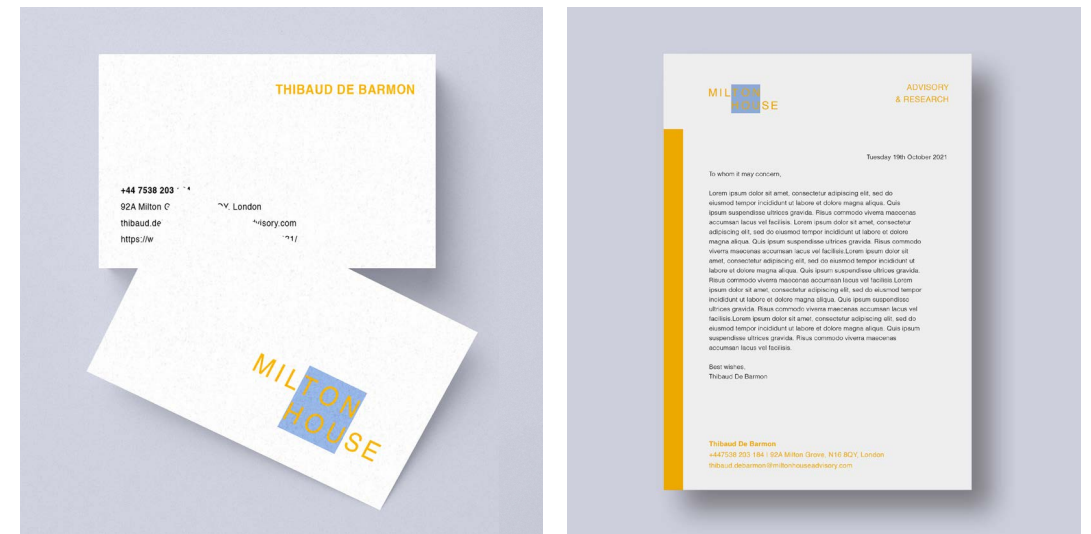 THIBAUD DE BARMON
+44 7538 203
92A Milton London
MILTON
HOUSE
MILTON
HOUSE
ADVISORY
& RESEARCH
Tuesday 19th October 2021
To whom it may concern,
Lorem ipsum dolor sit amet, consectetur adipiscing elit, sed do
eiusmod tempor incididunt ut labore et dolore magna aliqua. Quis
ipsum suspendisse ultrices gravida. Risus commodo viverra maecenas
accumsan lacus vel facilisis. Lorem ipsum dolor sit amet, consectetur
adipiscing elit, sed do eiusmod tempor incididunt ut labore et dolore
magna aliqua. Quis ipsum suspendisse ultrices gravida. Risus commodo
viverra maecenas accumsan lacus vel facilisis.Lorem ipsum dolor sit
amet, consectetur adipiscing elit, sed do eiusmod tempor incididunt ut
labore et dolore magna aliqua. Quis ipsum suspendisse ultrices gravida.
Risus commodo viverra maecenas accumsan lacus vel facilisis Lorem
ipsum dolor sit amet, consectetur adipiscing elit, sed do eiusmod tempor
incididunt ut labore et dolore magna aliqua. Quis ipsum suspendisse
ultrices gravida. Risus commodo viverra maecenas accumsan lacus vel
facilisis.Lorem ipsum dolor sit amet, consectetur adipiscing elit, sed do
eiusmod tempor incididunt ut labore et dolore magna aliqua. Quis ipsum
suspendisse ultrices gravida. Risus commodo viverra maecenas
accumsan lacus vel facilisis.
Best wishes,
Thibaud De Barmon
Thibaud De Barmon
+447538 203 184 | 92A Milton Grove, N16 8QY, London
thibaud.debarmon@miltonhouseadvisory.com